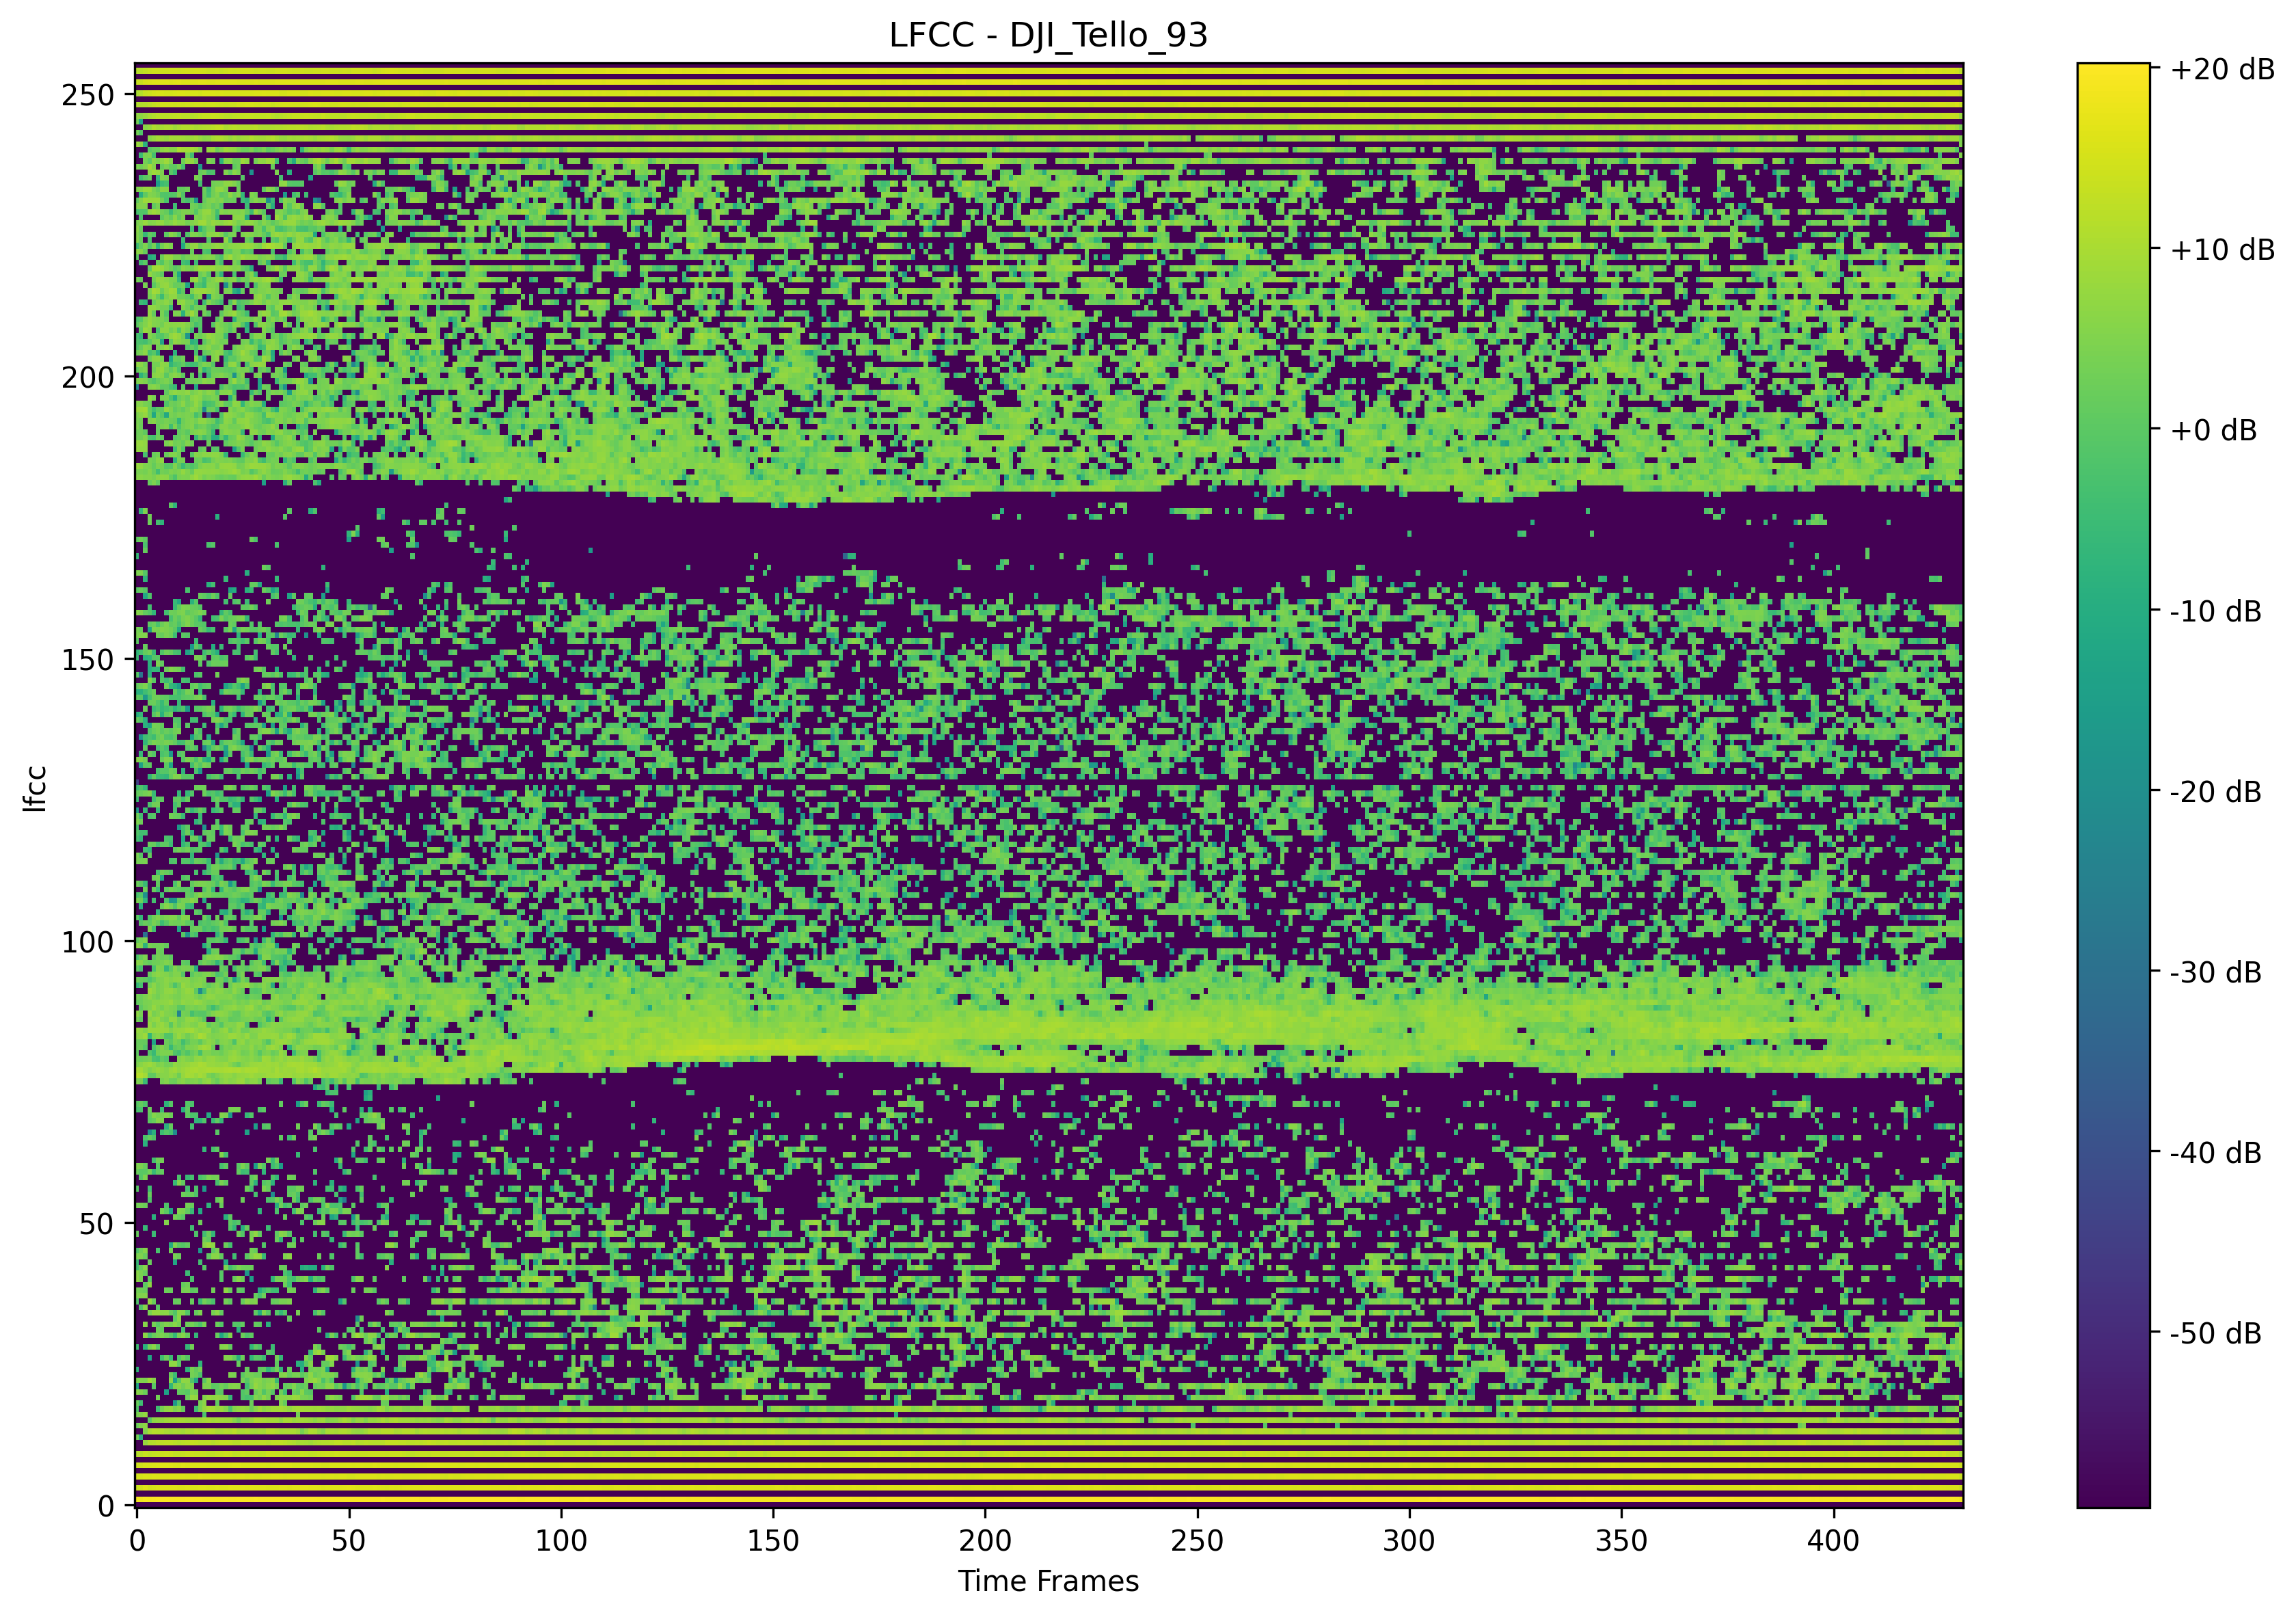 LFCC - DJI_Tello_93
250
200
150
100
50
0
lfcc
0 50 100 150 200 250 300 350 400
Time Frames
+20 dB
+10 dB
+0 dB
-10 dB
-20 dB
-30 dB
-40 dB
-50 dB